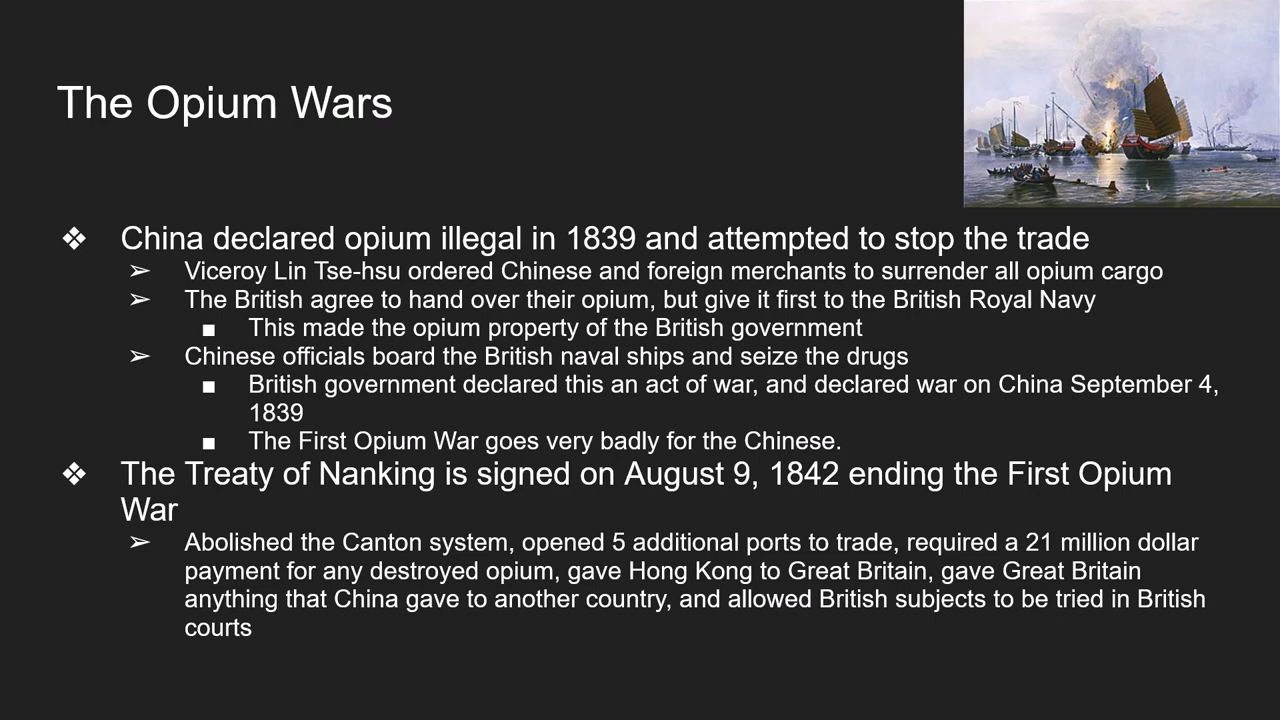 The Opium Wars
❖ China declared opium illegal in 1839 and attempted to stop the trade
➢ Viceroy Lin Tse-hsu ordered Chinese and foreign merchants to surrender all opium cargo
➢ The British agree to hand over their opium, but give it first to the British Royal Navy
■ This made the opium property of the British government
➢ Chinese officials board the British naval ships and seize the drugs
■ British government declared this an act of war, and declared war on China September 4,
1839
■ The First Opium War goes very badly for the Chinese.
❖ The Treaty of Nanking is signed on August 9, 1842 ending the First Opium
War
➢ Abolished the Canton system, opened 5 additional ports to trade, required a 21 million dollar
payment for any destroyed opium, gave Hong Kong to Great Britain, gave Great Britain
anything that China gave to another country, and allowed British subjects to be tried in British
courts